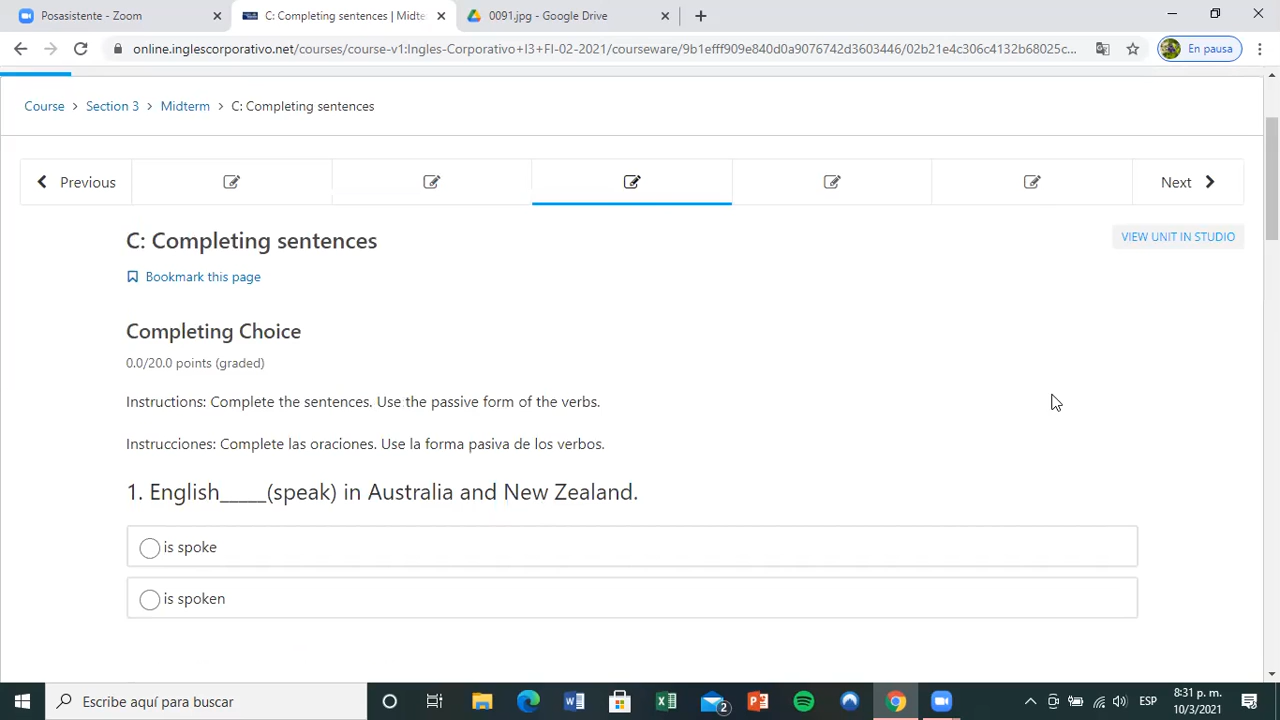 Posasistente - Zoom
C: Completing sentences | Midte
0091.jpg - Google Drive
online.inglescorporativo.net/courses/course-v1:Ingles-Corporativo+I3+FI-02-2021/courseware/9b1efff909e840d0a9076742d3603446/02b21e4c306c4132b68025c...
En pausa
Course > Section 3 > Midterm > C: Completing sentences
Previous
Next
C: Completing sentences
VIEW UNIT IN STUDIO
Bookmark this page
Completing Choice
0.0/20.0 points (graded)
Instructions: Complete the sentences. Use the passive form of the verbs.
Instrucciones: Complete las oraciones. Use la forma pasiva de los verbos.
1. English_____(speak) in Australia and New Zealand.
is spoke
is spoken
Escribe aquí para buscar
2
ESP
8:31 p. m.
10/3/2021